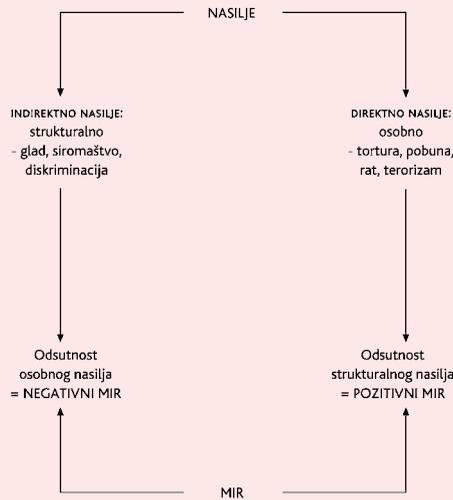 NASILJE
INDIREKTNO NASILJE:
strukturalno
- glad, siromaštvo,
diskriminacija
DIREKTNO NASILJE:
osobno
- tortura, pobuna,
rat, terorizam
Odsutnost
osobnog nasilja
= NEGATIVNI MIR
Odsutnost
strukturalnog nasilja
= POZITIVNI MIR
MIR